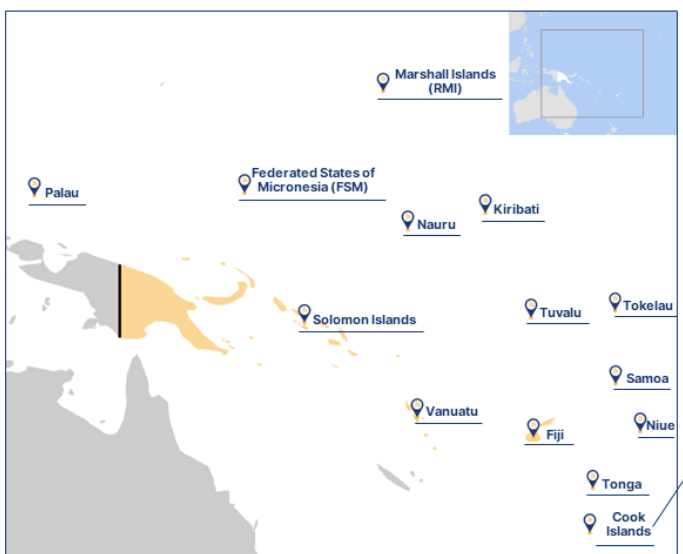 Marshall Islands
(RMI)
Federated States of
Micronesia (FSM)
Palau
Kiribati
Nauru
Solomon Islands
Tuvalu
Tokelau
Samoa
Vanuatu
Fiji
Niue
Tonga
Cook
Islands